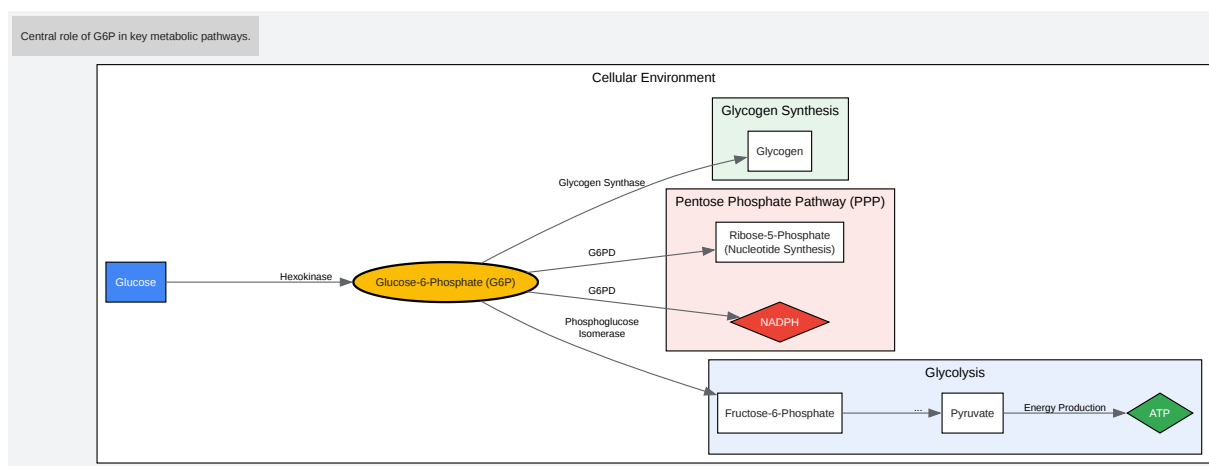 Central role of G6P in key metabolic pathways.
Cellular Environment
Glycogen Synthesis
Glycogen
Glycogen Synthase
Pentose Phosphate Pathway (PPP)
Ribose-5-Phosphate
(Nucleotide Synthesis)
G6PD
Glucose
Hexokinase
Glucose-6-Phosphate (G6P)
G6PD
NADPH
Phosphoglucose
Isomerase
Glycolysis
Fructose-6-Phosphate
...
Pyruvate
Energy Production
ATP